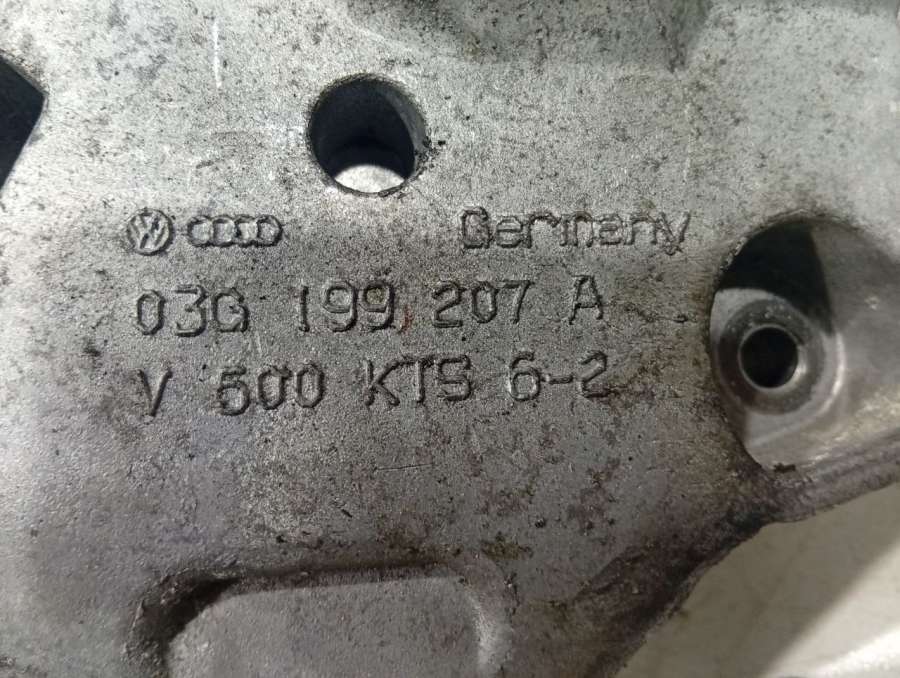 Germany
03G 199 207 A
V 500 KTS 6-2